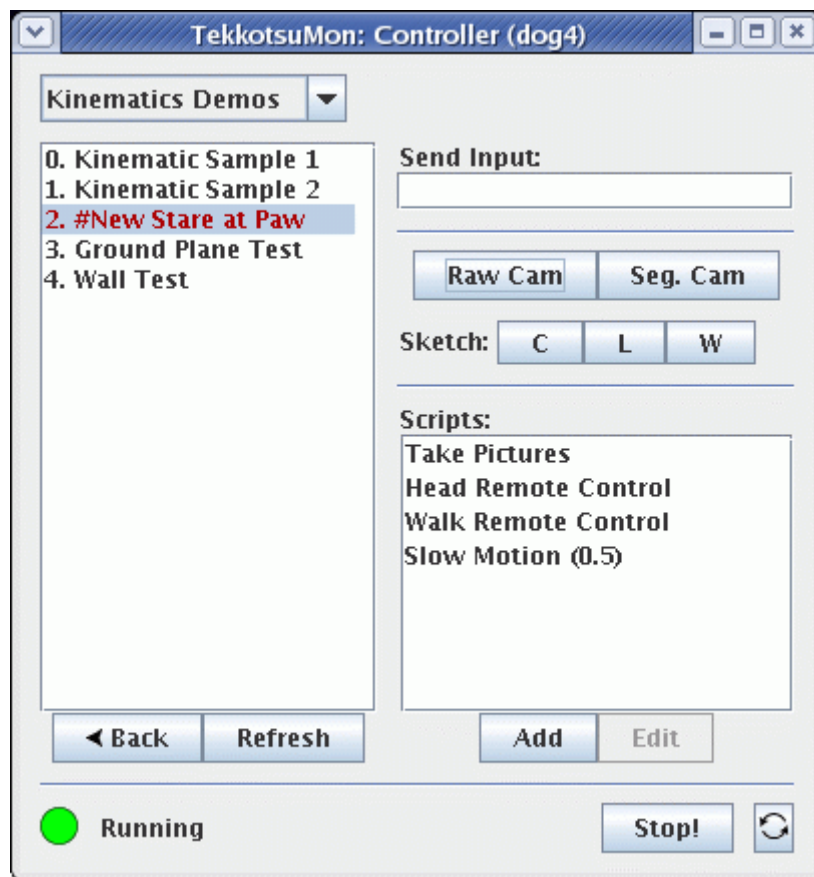 TekkotsuMon: Controller (dog4)
Kinematics Demos
0. Kinematic Sample 1
1. Kinematic Sample 2
2. #New Stare at Paw
3. Ground Plane Test
4. Wall Test
Back Refresh
Send Input:
Raw Cam Seg. Cam
Sketch: C L W
Scripts:
Take Pictures
Head Remote Control
Walk Remote Control
Slow Motion (0.5)
Add Edit
Running Stop!